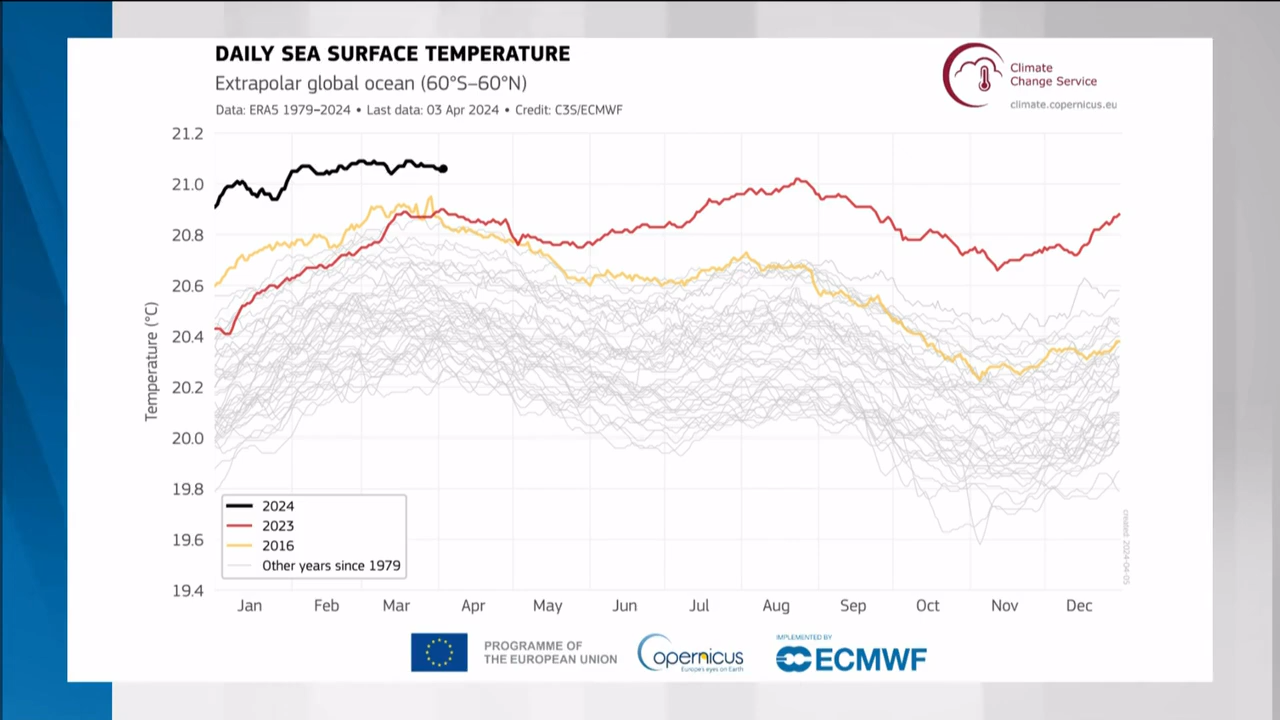 DAILY SEA SURFACE TEMPERATURE
Extrapolar global ocean (60°S–60°N)
Data: ERA5 1979–2024 • Last data: 03 Apr 2024 • Credit: C3S/ECMWF
Climate
Change Service
climate.copernicus.eu
Temperature (°C)
21.2
21.0
20.8
20.6
20.4
20.2
20.0
19.8
19.6
19.4
2024
2023
2016
Other years since 1979
Jan Feb Mar Apr May Jun Jul Aug Sep Oct Nov Dec
created: 2024-04-05
PROGRAMME OF
THE EUROPEAN UNION
opernicus
Europe's eyes on Earth
IMPLEMENTED BY
ECMWF